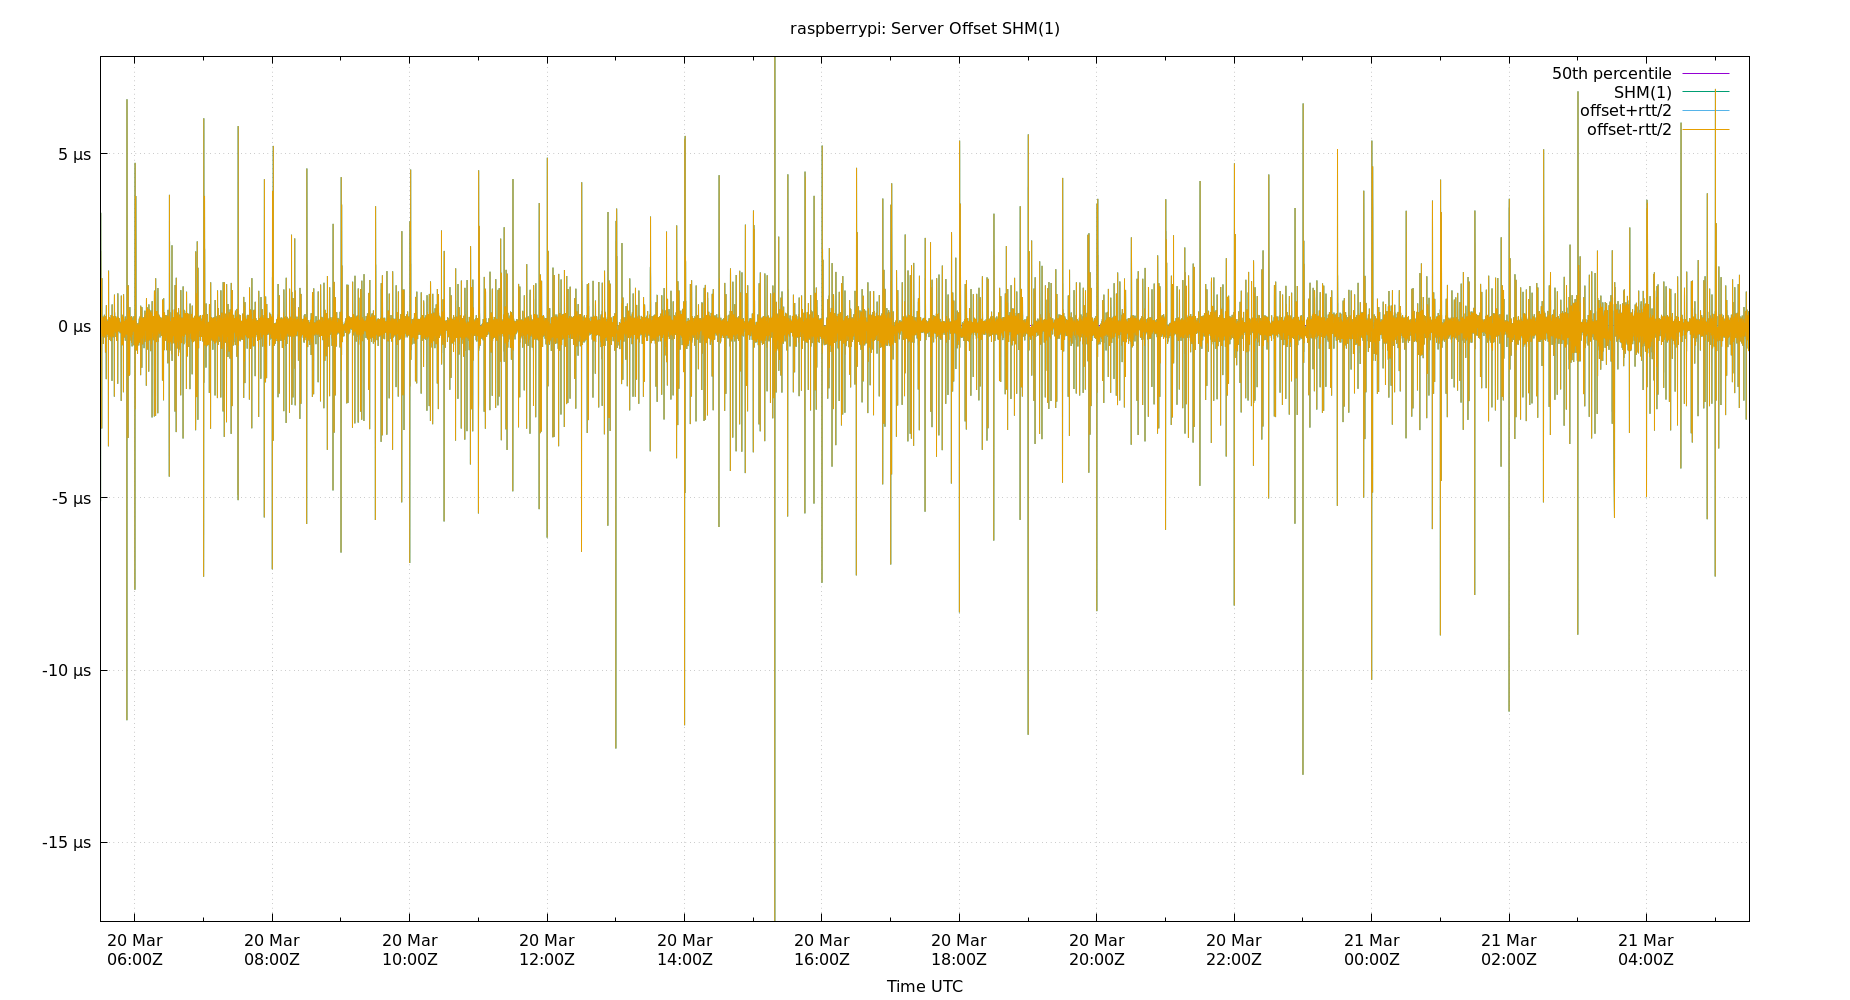 raspberrypi: Server Offset SHM(1)
50th percentile
SHM(1)
offset+rtt/2
offset-rtt/2
5 µs
0 µs
-5 µs
-10 µs
-15 µs
20 Mar 20 Mar 20 Mar 20 Mar 20 Mar 20 Mar 20 Mar 20 Mar 20 Mar 21 Mar 21 Mar 21 Mar
06:00Z 08:00Z 10:00Z 12:00Z 14:00Z 16:00Z 18:00Z 20:00Z 22:00Z 00:00Z 02:00Z 04:00Z
Time UTC